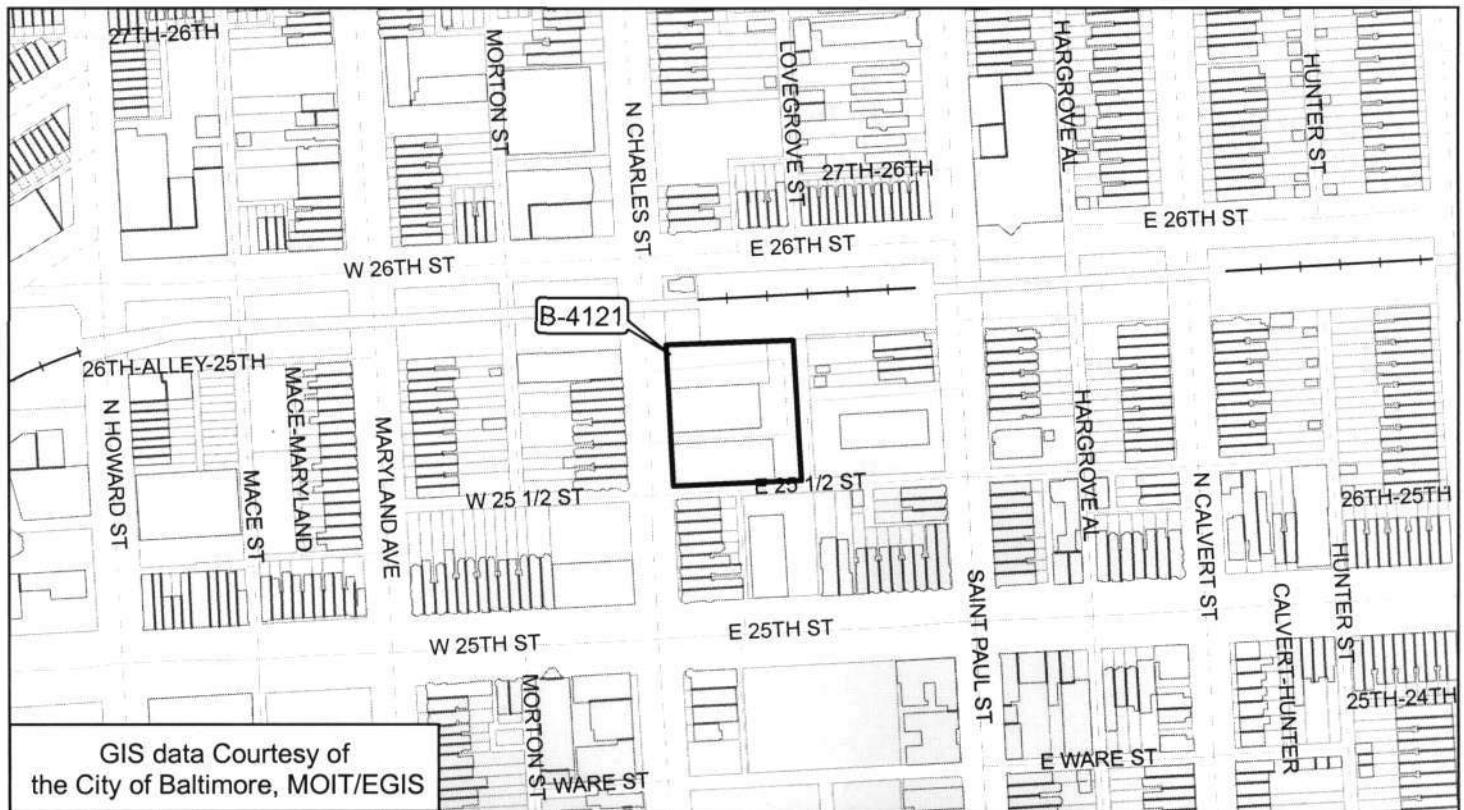 27TH-26TH
MORTON ST
N CHARLES ST
LOVEGROVE ST
27TH-26TH
HARGROVE AL
HUNTER ST
E 26TH ST
W 26TH ST
E 26TH ST
B-4121
26TH-ALLEY-25TH
N HOWARD ST
MACE ST
MACE-MARYLAND
MARYLAND AVE
W 25 1/2 ST
E 25 1/2 ST
HARGROVE AL
N CALVERT ST
26TH-25TH
HUNTER ST
SAINT PAUL ST
CALVERT-HUNTER
W 25TH ST
E 25TH ST
MORTON ST
WARE ST
E WARE ST
25TH-24TH
GIS data Courtesy of
the City of Baltimore, MOIT/EGIS